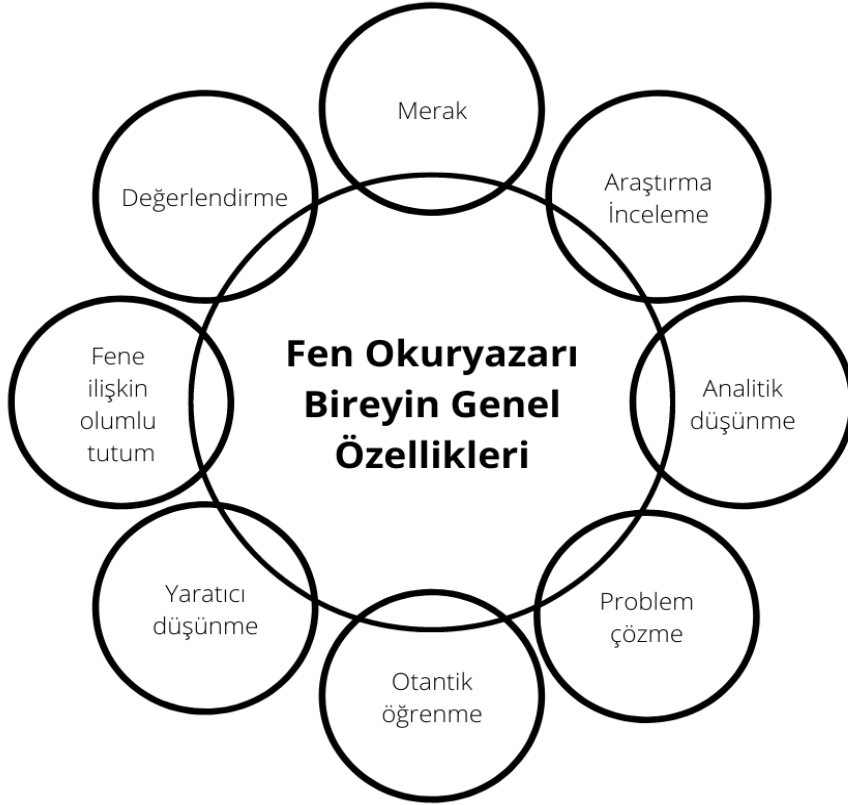 Merak
Araştırma
İnceleme
Analitik
düşünme
Problem
çözme
Otantik
öğrenme
Yaratıcı
düşünme
Fene
ilişkin
olumlu
tutum
Değerlendirme
Fen Okuryazarı
Bireyin Genel
Özellikleri